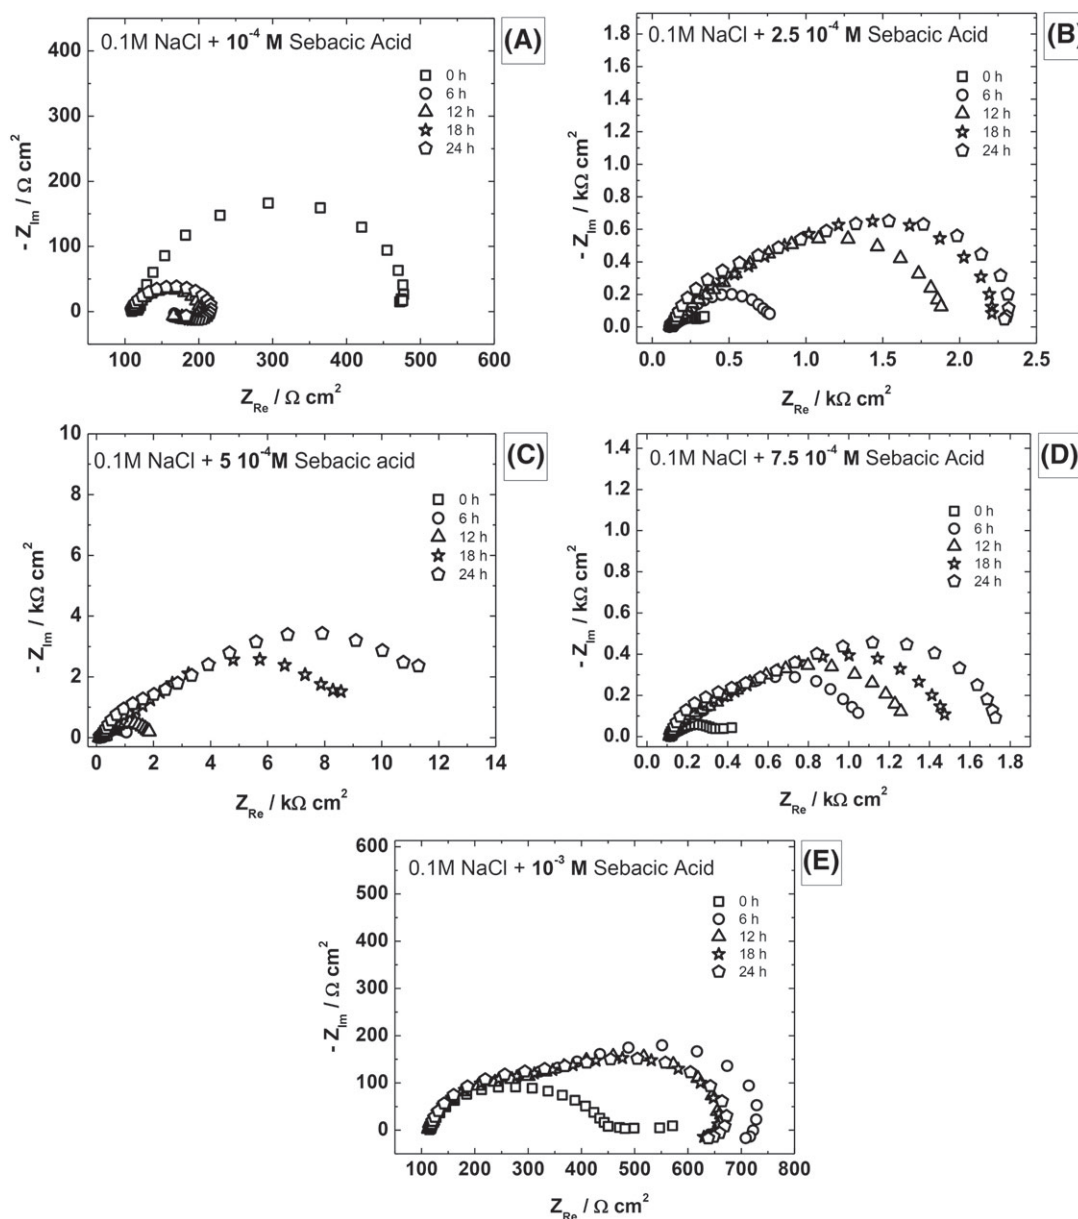 0.1M NaCl + 10⁻⁴ M Sebacic Acid
(A)
0 h
6 h
12 h
18 h
24 h
- Z_Im / Ω cm²
400
300
200
100
0
100 200 300 400 500 600
Z_Re / Ω cm²
0.1M NaCl + 2.5 10⁻⁴ M Sebacic Acid
(B)
0 h
6 h
12 h
18 h
24 h
- Z_Im / kΩ cm²
1.8
1.6
1.4
1.2
1.0
0.8
0.6
0.4
0.2
0.0
0.0 0.5 1.0 1.5 2.0 2.5
Z_Re / kΩ cm²
0.1M NaCl + 5 10⁻⁴M Sebacic acid
(C)
0 h
6 h
12 h
18 h
24 h
- Z_Im / kΩ cm²
10
8
6
4
2
0
0 2 4 6 8 10 12 14
Z_Re / kΩ cm²
0.1M NaCl + 7.5 10⁻⁴ M Sebacic Acid
(D)
0 h
6 h
12 h
18 h
24 h
- Z_Im / kΩ cm²
1.4
1.2
1.0
0.8
0.6
0.4
0.2
0.0
0.0 0.2 0.4 0.6 0.8 1.0 1.2 1.4 1.6 1.8
Z_Re / kΩ cm²
0.1M NaCl + 10⁻³ M Sebacic Acid
(E)
0 h
6 h
12 h
18 h
24 h
- Z_Im / Ω cm²
600
500
400
300
200
100
0
100 200 300 400 500 600 700 800
Z_Re / Ω cm²